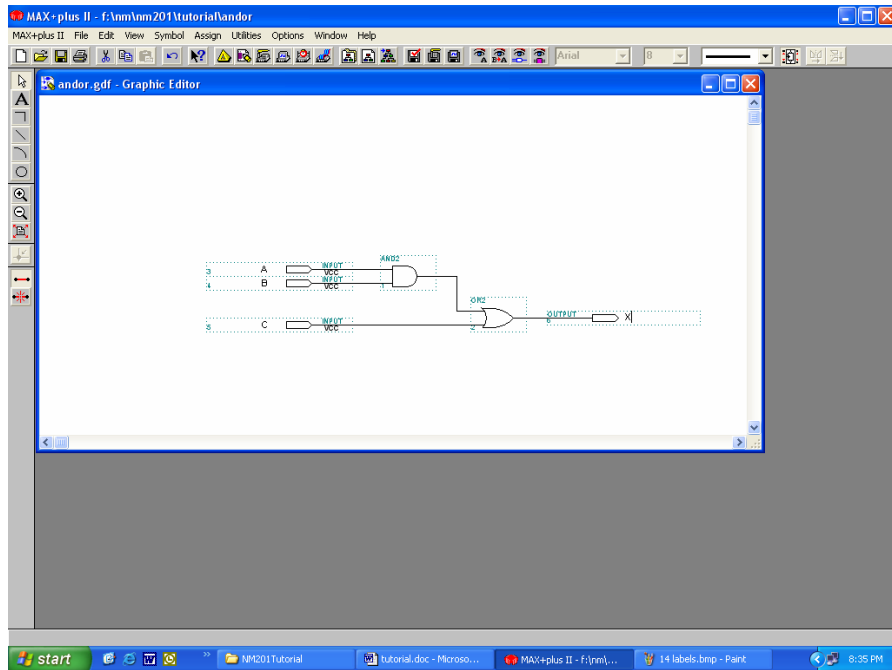 MAX+plus II - f:\nm\nm201\tutorial\andor
MAX+plus II File Edit View Symbol Assign Utilities Options Window Help
Arial 8
andor.gdf - Graphic Editor
AND2
3 A INPUT VCC
4 B INPUT VCC 1
OR2
5 C INPUT VCC 2
OUTPUT 6 X
start W » NM201Tutorial tutorial.doc - Microso... MAX+plus II - f:\nm\... 14 labels.bmp - Paint 8:35 PM